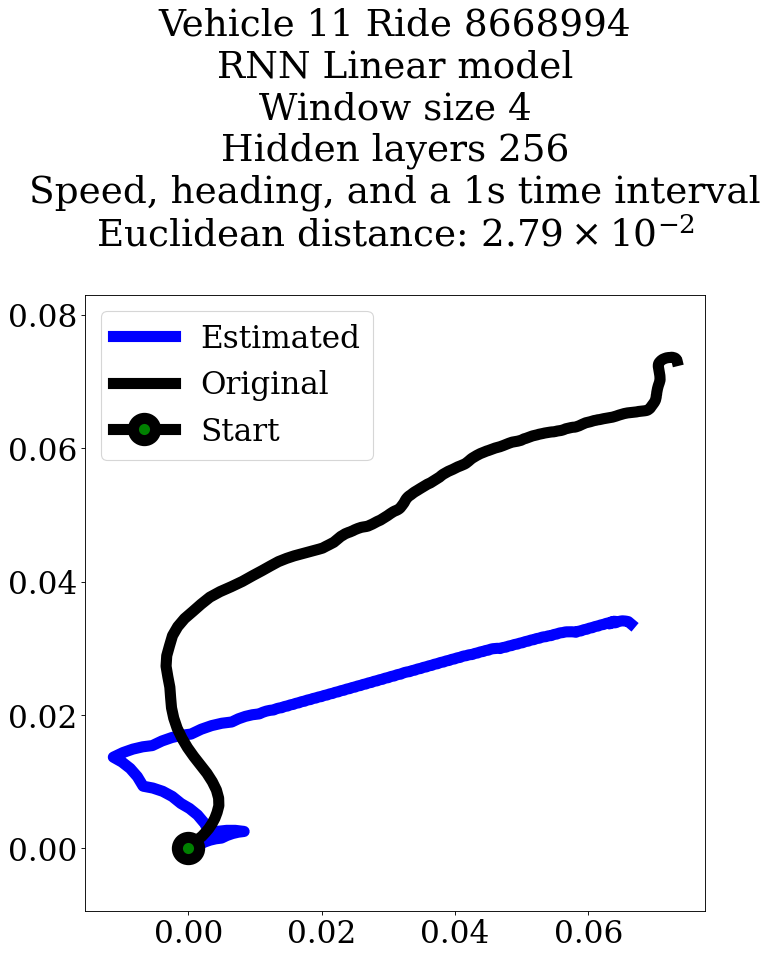 Vehicle 11 Ride 8668994
RNN Linear model
Window size 4
Hidden layers 256
Speed, heading, and a 1s time interval
Euclidean distance: 2.79 × 10⁻²
0.08
0.06
0.04
0.02
0.00
Estimated
Original
Start
0.00 0.02 0.04 0.06